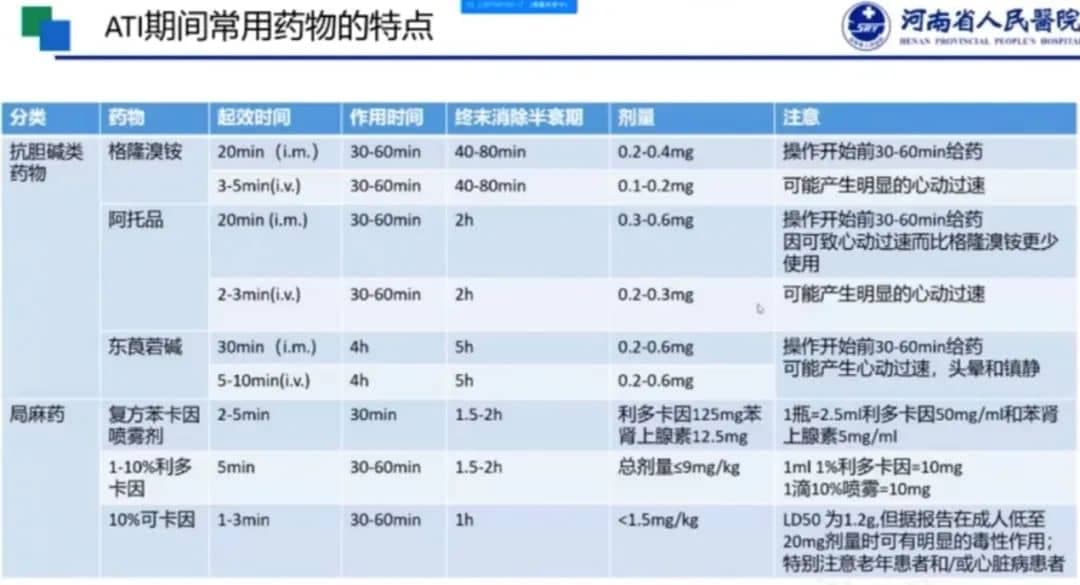 ATI期间常用药物的特点
河南省人民醫院
HENAN PROVINCIAL PEOPLE'S HOSPITAL
分类 药物 起效时间 作用时间 终末消除半衰期 剂量 注意
抗胆碱类药物 格隆溴铵 20min（i.m.） 30-60min 40-80min 0.2-0.4mg 操作开始前30-60min给药
3-5min(i.v.) 30-60min 40-80min 0.1-0.2mg 可能产生明显的心动过速
阿托品 20min (i.m.) 30-60min 2h 0.3-0.6mg 操作开始前30-60min给药
因可致心动过速而比格隆溴铵更少
使用
2-3min(i.v.) 30-60min 2h 0.2-0.3mg 可能产生明显的心动过速
东莨菪碱 30min（i.m.) 4h 5h 0.2-0.6mg 操作开始前30-60min给药
可能产生心动过速，头晕和镇静
5-10min(i.v.) 4h 5h 0.2-0.6mg
局麻药 复方苯卡因喷雾剂 2-5min 30min 1.5-2h 利多卡因125mg苯肾上腺素12.5mg 1瓶=2.5ml利多卡因50mg/ml和苯肾
上腺素5mg/ml
1-10%利多卡因 5min 30-60min 1.5-2h 总剂量≤9mg/kg 1ml 1%利多卡因=10mg
1滴10%喷雾=10mg
10%可卡因 1-3min 30-60min 1h <1.5mg/kg LD50 为1.2g,但据报告在成人低至
20mg剂量时可有明显的毒性作用；
特别注意老年患者和/或心脏病患者